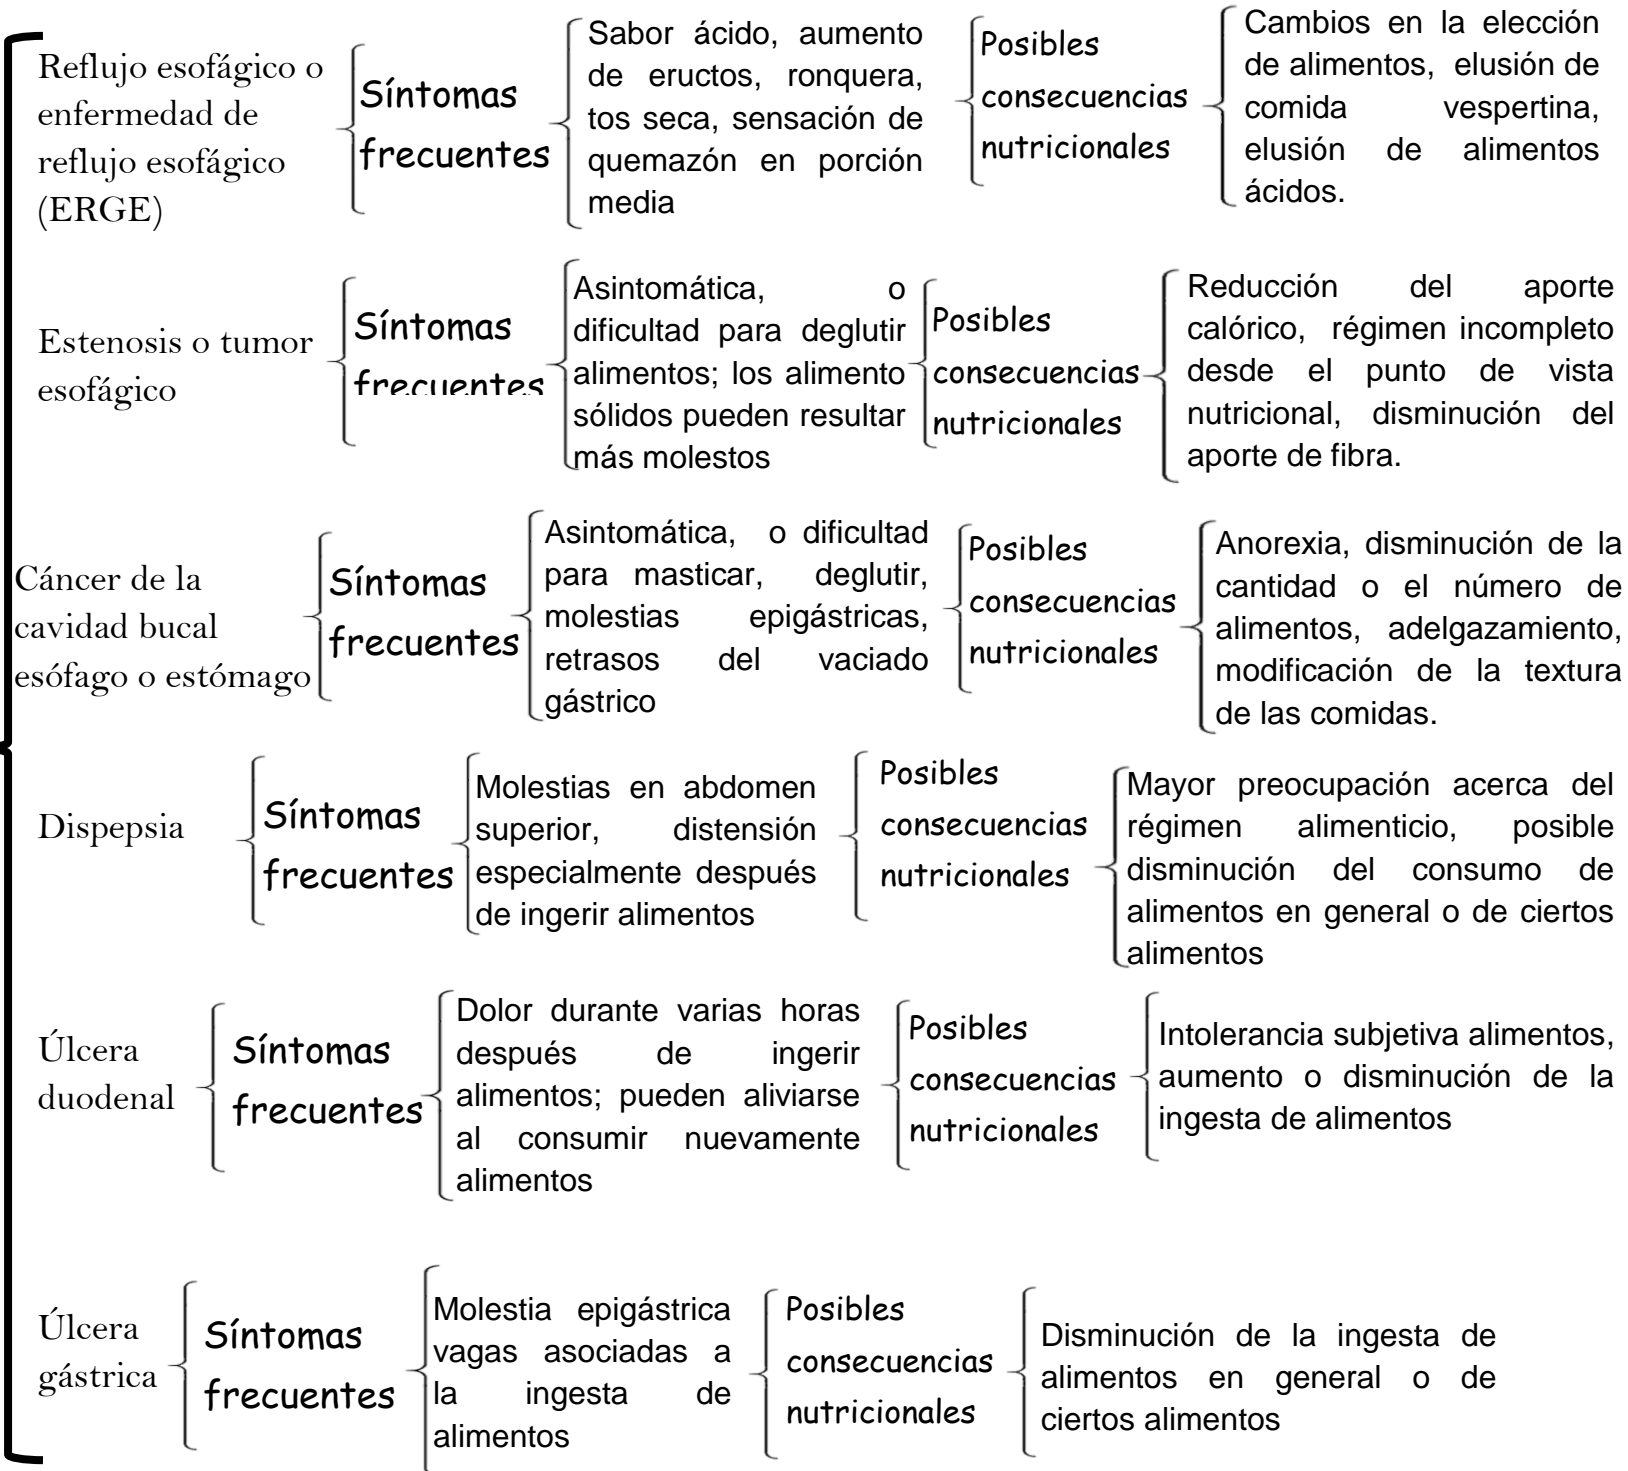 Reflujo esofágico o
enfermedad de
reflujo esofágico
(ERGE)
Síntomas
frecuentes
Sabor ácido, aumento
de eructos, ronquera,
tos seca, sensación de
quemazón en porción
media
Posibles
consecuencias
nutricionales
Cambios en la elección
de alimentos, elusión de
comida vespertina,
elusión de alimentos
ácidos.
Estenosis o tumor
esofágico
Síntomas
frecuentes
Asintomática, o
dificultad para deglutir
alimentos; los alimento
sólidos pueden resultar
más molestos
Posibles
consecuencias
nutricionales
Reducción del aporte
calórico, régimen incompleto
desde el punto de vista
nutricional, disminución del
aporte de fibra.
Cáncer de la
cavidad bucal
esófago o estómago
Síntomas
frecuentes
Asintomática, o dificultad
para masticar, deglutir,
molestias epigástricas,
retrasos del vaciado
gástrico
Posibles
consecuencias
nutricionales
Anorexia, disminución de la
cantidad o el número de
alimentos, adelgazamiento,
modificación de la textura
de las comidas.
Dispepsia
Síntomas
frecuentes
Molestias en abdomen
superior, distensión
especialmente después
de ingerir alimentos
Posibles
consecuencias
nutricionales
Mayor preocupación acerca del
régimen alimenticio, posible
disminución del consumo de
alimentos en general o de ciertos
alimentos
Úlcera
duodenal
Síntomas
frecuentes
Dolor durante varias horas
después de ingerir
alimentos; pueden aliviarse
al consumir nuevamente
alimentos
Posibles
consecuencias
nutricionales
Intolerancia subjetiva alimentos,
aumento o disminución de la
ingesta de alimentos
Úlcera
gástrica
Síntomas
frecuentes
Molestia epigástrica
vagas asociadas a
la ingesta de
alimentos
Posibles
consecuencias
nutricionales
Disminución de la ingesta de
alimentos en general o de
ciertos alimentos